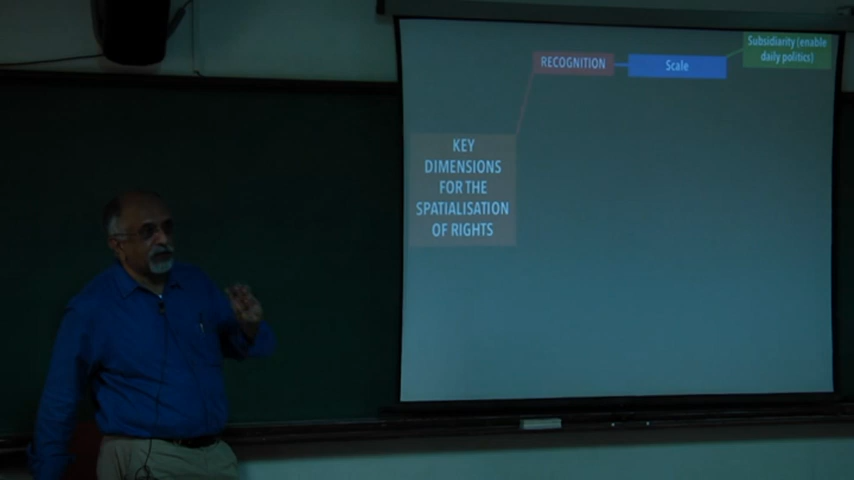 KEY
DIMENSIONS
FOR THE
SPATIALISATION
OF RIGHTS
RECOGNITION
Scale
Subsidiarity (enable
daily politics)